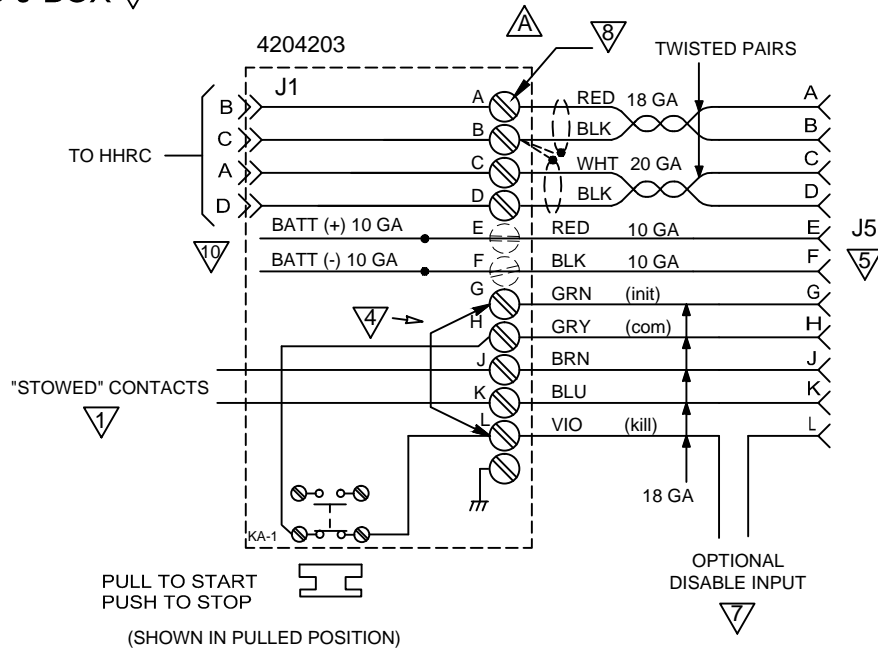 J-BOX
4204203
A
8
TWISTED PAIRS
J1
B A RED 18 GA A
C B BLK B
TO HHRC
A C WHT 20 GA C
D D BLK D
BATT (+) 10 GA E RED 10 GA E
J5
10
BATT (-) 10 GA F BLK 10 GA F
5
G GRN (init) G
4
H GRY (com) H
J BRN J
"STOWED" CONTACTS
K BLU K
1
L VIO (kill) L
18 GA
KA-1
OPTIONAL
DISABLE INPUT
7
PULL TO START
PUSH TO STOP
(SHOWN IN PULLED POSITION)